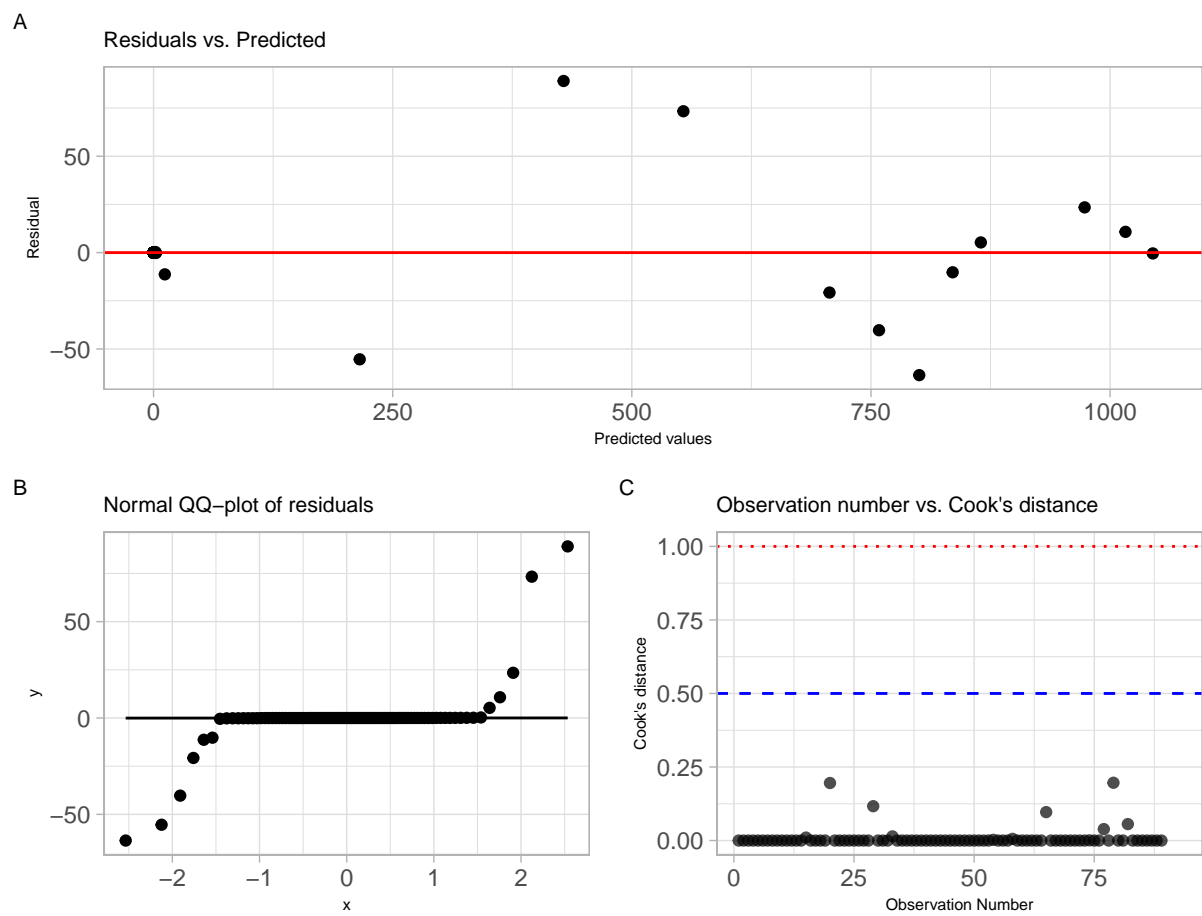 A
Residuals vs. Predicted
Residual
50
0
−50
0 250 500 750 1000
Predicted values
B
Normal QQ−plot of residuals
y
50
0
−50
−2 −1 0 1 2
x
C
Observation number vs. Cook's distance
Cook's distance
1.00
0.75
0.50
0.25
0.00
0 25 50 75
Observation Number